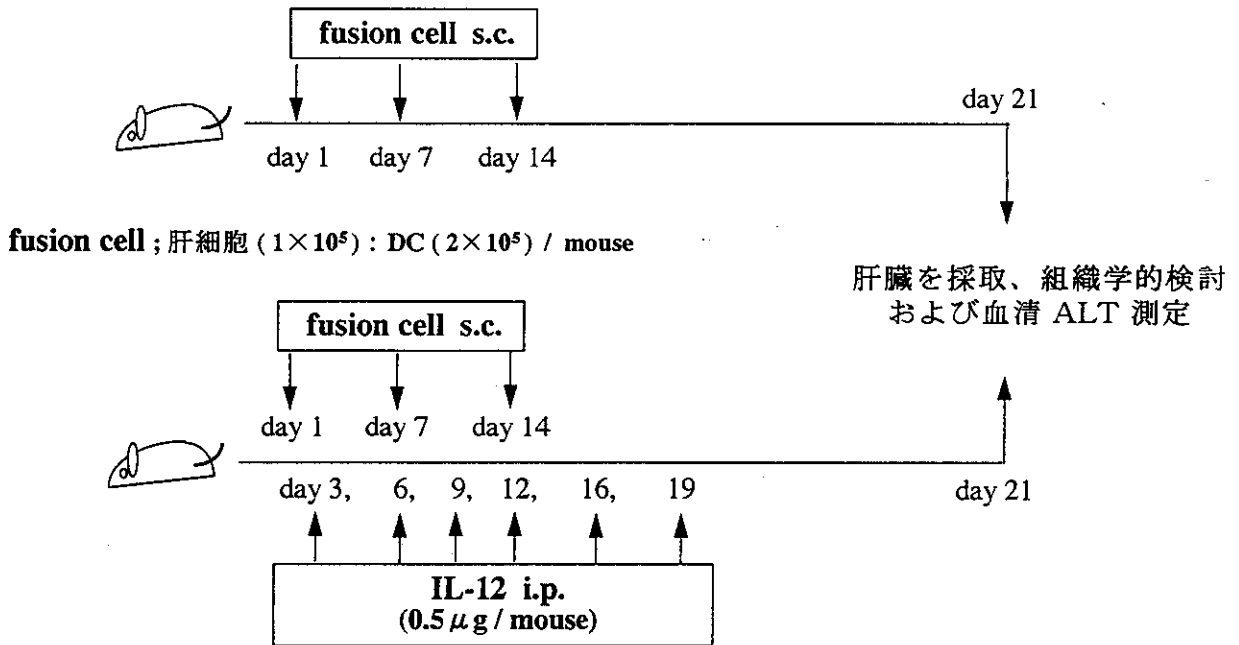 fusion cell s.c.
day 21
day 1 day 7 day 14
fusion cell ; 肝細胞 (1×10⁵) : DC (2×10⁵) / mouse
肝臓を採取、組織学的検討
および血清 ALT 測定
fusion cell s.c.
day 1 day 7 day 14
day 3, 6, 9, 12, 16, 19
day 21
IL-12 i.p.
(0.5 μg / mouse)